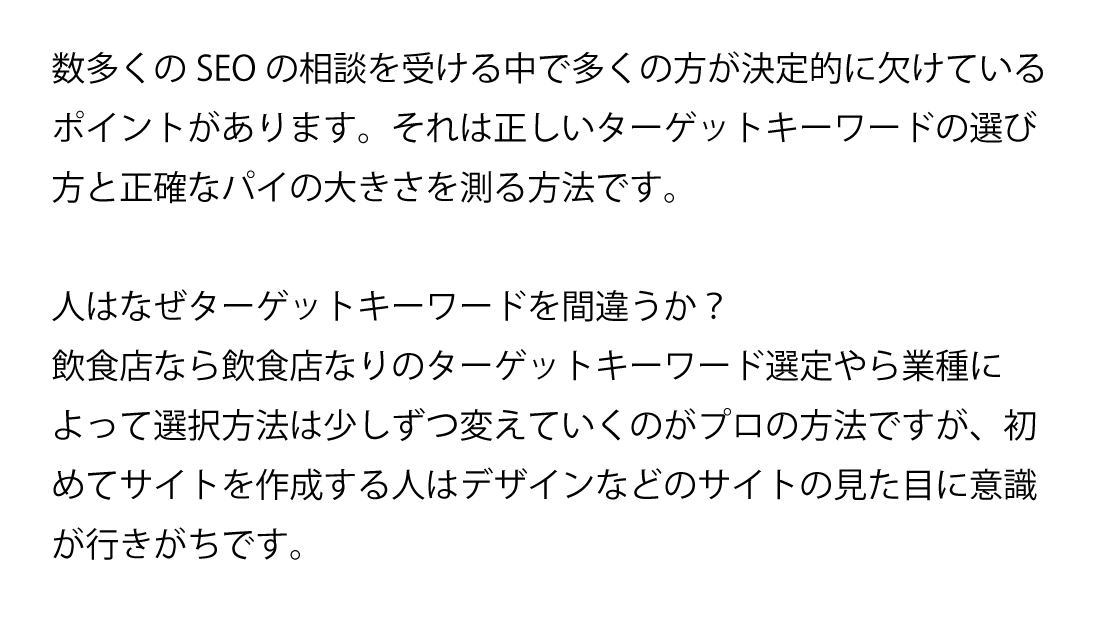 数多くの SEO の相談を受ける中で多くの方が決定的に欠けている
ポイントがあります。それは正しいターゲットキーワードの選び
方と正確なパイの大きさを測る方法です。
人はなぜターゲットキーワードを間違うか？
飲食店なら飲食店なりのターゲットキーワード選定やら業種に
よって選択方法は少しずつ変えていくのがプロの方法ですが、初
めてサイトを作成する人はデザインなどのサイトの見た目に意識
が行きがちです。